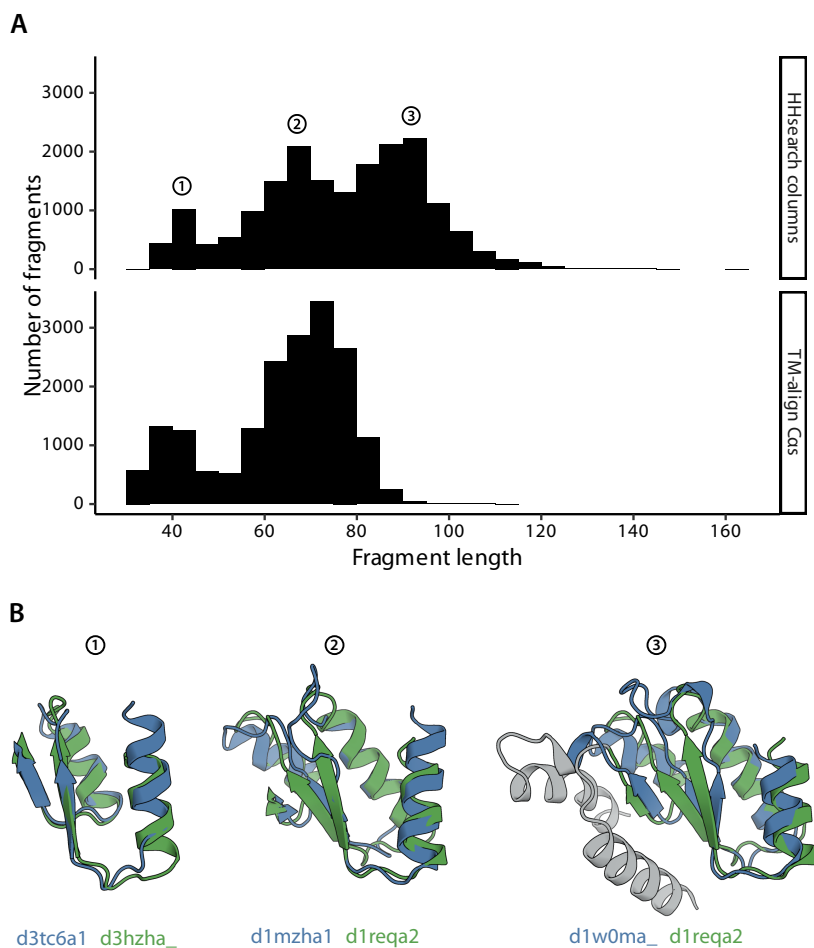 A
Number of fragments
3000
2000
1000
0
① ② ③
HHsearch columns
3000
2000
1000
0
TM-align Cαs
40 60 80 100 120 140 160
Fragment length
B
① ② ③
d3tc6a1 d3hzha_ d1mzha1 d1reqa2 d1w0ma_ d1reqa2